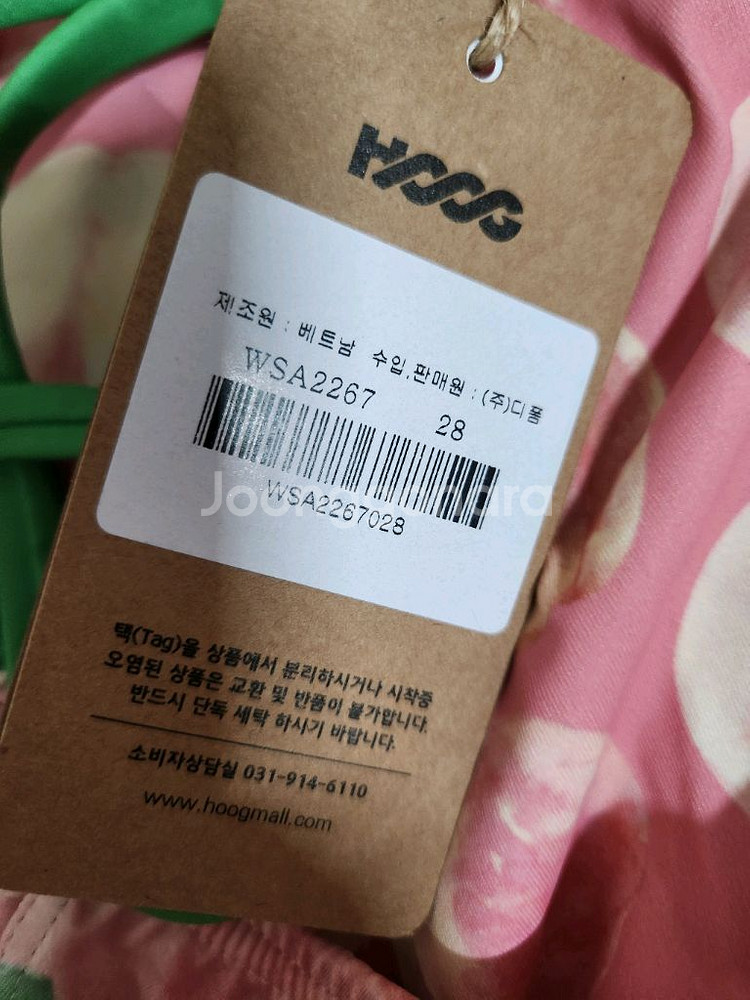 HOOG
제조원 : 베트남 수입.판매원 : (주)디폼
WSA2267 28
WSA2267028
Joongna
택(Tag)을 상품에서 분리하시거나 시착중
오염된 상품은 교환 및 반품이 불가합니다.
반드시 단독 세탁 하시기 바랍니다.
소비자상담실 031-914-6110
www.hoogmall.com